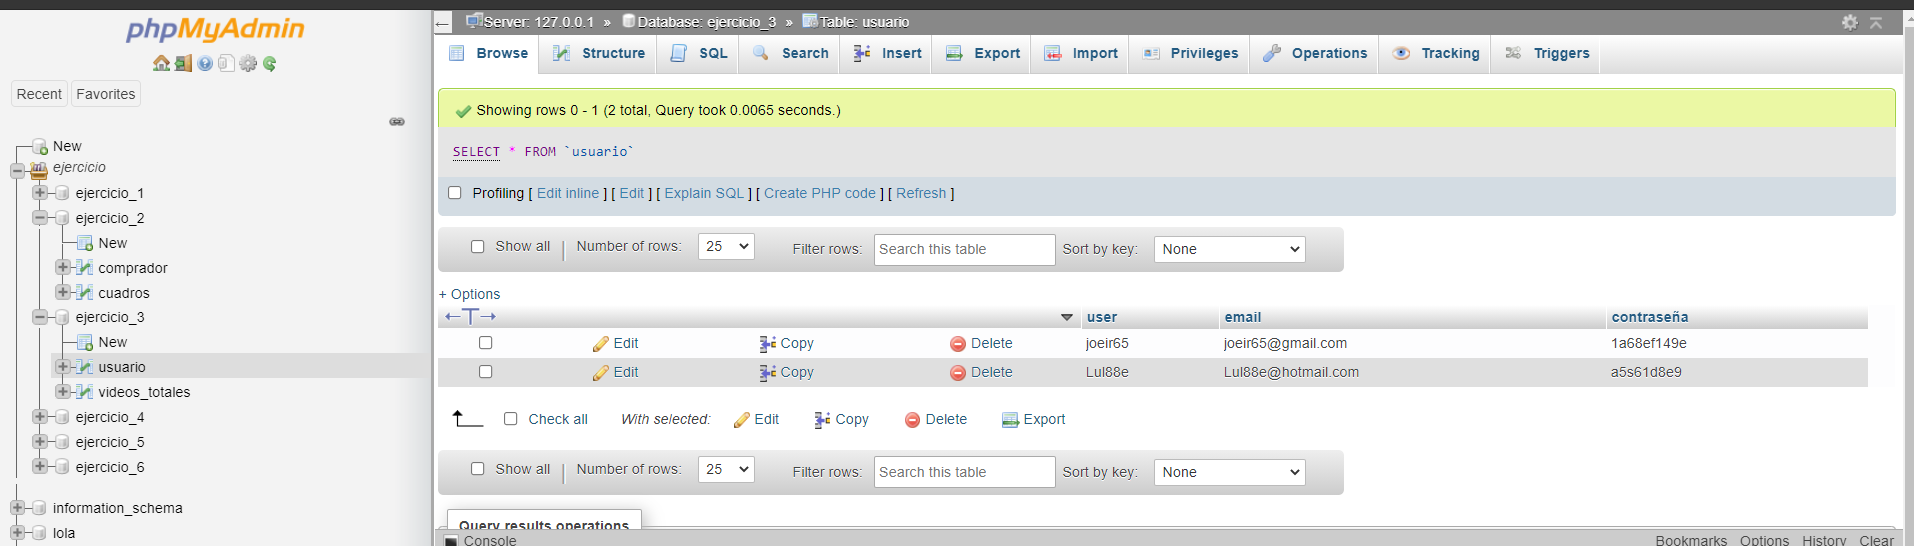 phpMyAdmin
Recent Favorites
New
ejercicio
ejercicio_1
ejercicio_2
New
comprador
cuadros
ejercicio_3
New
usuario
videos_totales
ejercicio_4
ejercicio_5
ejercicio_6
information_schema
lola
Server: 127.0.0.1 » Database: ejercicio_3 » Table: usuario
Browse Structure SQL Search Insert Export Import Privileges Operations Tracking Triggers
Showing rows 0 - 1 (2 total, Query took 0.0065 seconds.)
SELECT * FROM `usuario`
Profiling [ Edit inline ] [ Edit ] [ Explain SQL ] [ Create PHP code ] [ Refresh ]
Show all | Number of rows: 25 Filter rows: Search this table Sort by key: None
+ Options
←T→ user email contraseña
Edit Copy Delete joeir65 joeir65@gmail.com 1a68ef149e
Edit Copy Delete Lul88e Lul88e@hotmail.com a5s61d8e9
Check all With selected: Edit Copy Delete Export
Show all | Number of rows: 25 Filter rows: Search this table Sort by key: None
Query results operations
Console Bookmarks Options History Clear